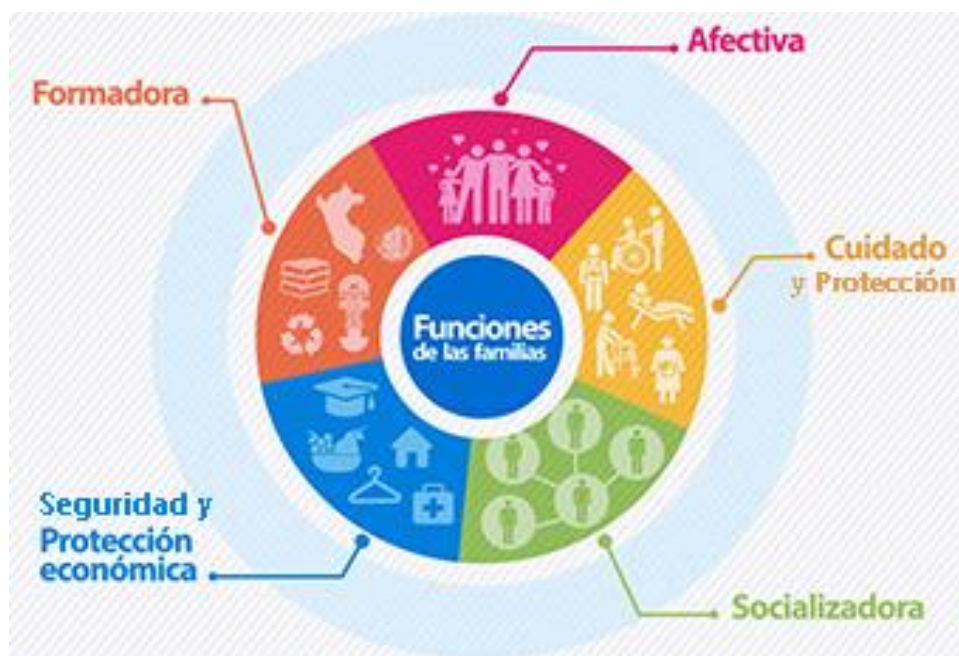 Afectiva
Formadora
Cuidado
y Protección
Funciones
de las familias
Seguridad y
Protección
económica
Socializadora